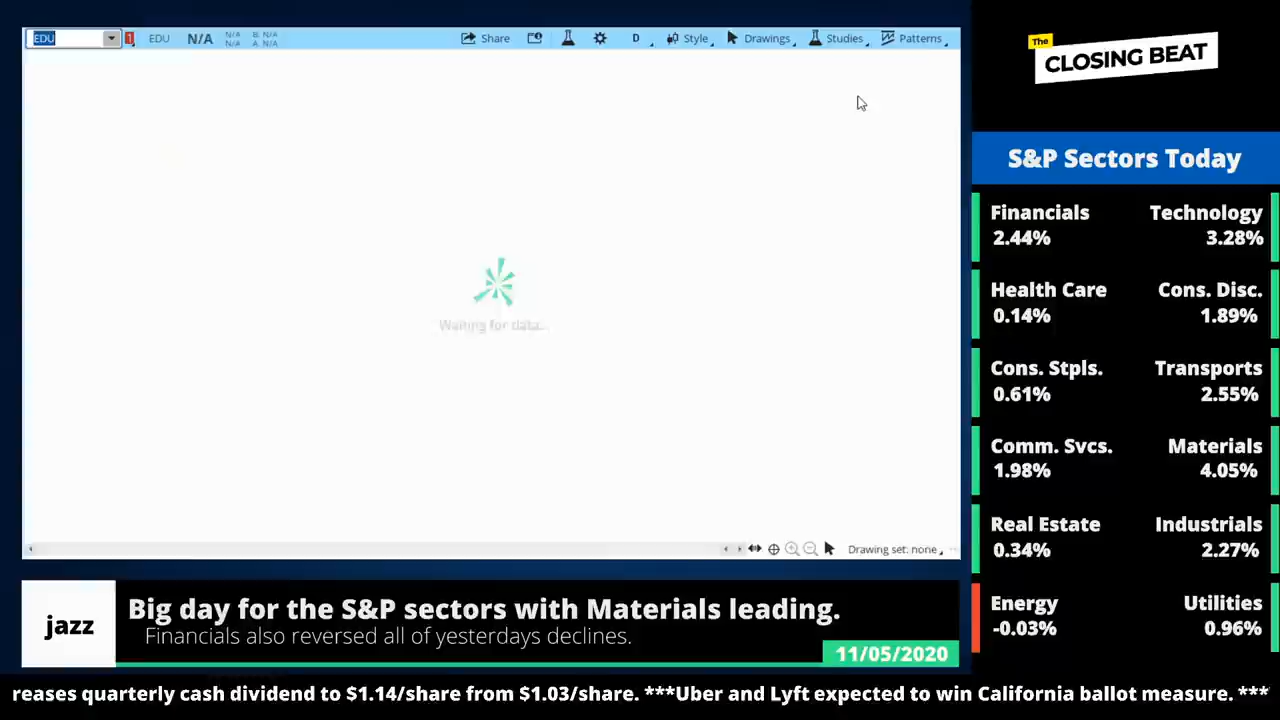 EDU
1
EDU
N/A
N/A
N/A
B: N/A
A: N/A
Share
D
Style
Drawings
Studies
Patterns
Waiting for data...
Drawing set: none
The
CLOSING BEAT
S&P Sectors Today
Financials
2.44%
Technology
3.28%
Health Care
0.14%
Cons. Disc.
1.89%
Cons. Stpls.
0.61%
Transports
2.55%
Comm. Svcs.
1.98%
Materials
4.05%
Real Estate
0.34%
Industrials
2.27%
Energy
-0.03%
Utilities
0.96%
jazz
Big day for the S&P sectors with Materials leading.
Financials also reversed all of yesterdays declines.
11/05/2020
reases quarterly cash dividend to $1.14/share from $1.03/share. ***Uber and Lyft expected to win California ballot measure. ***